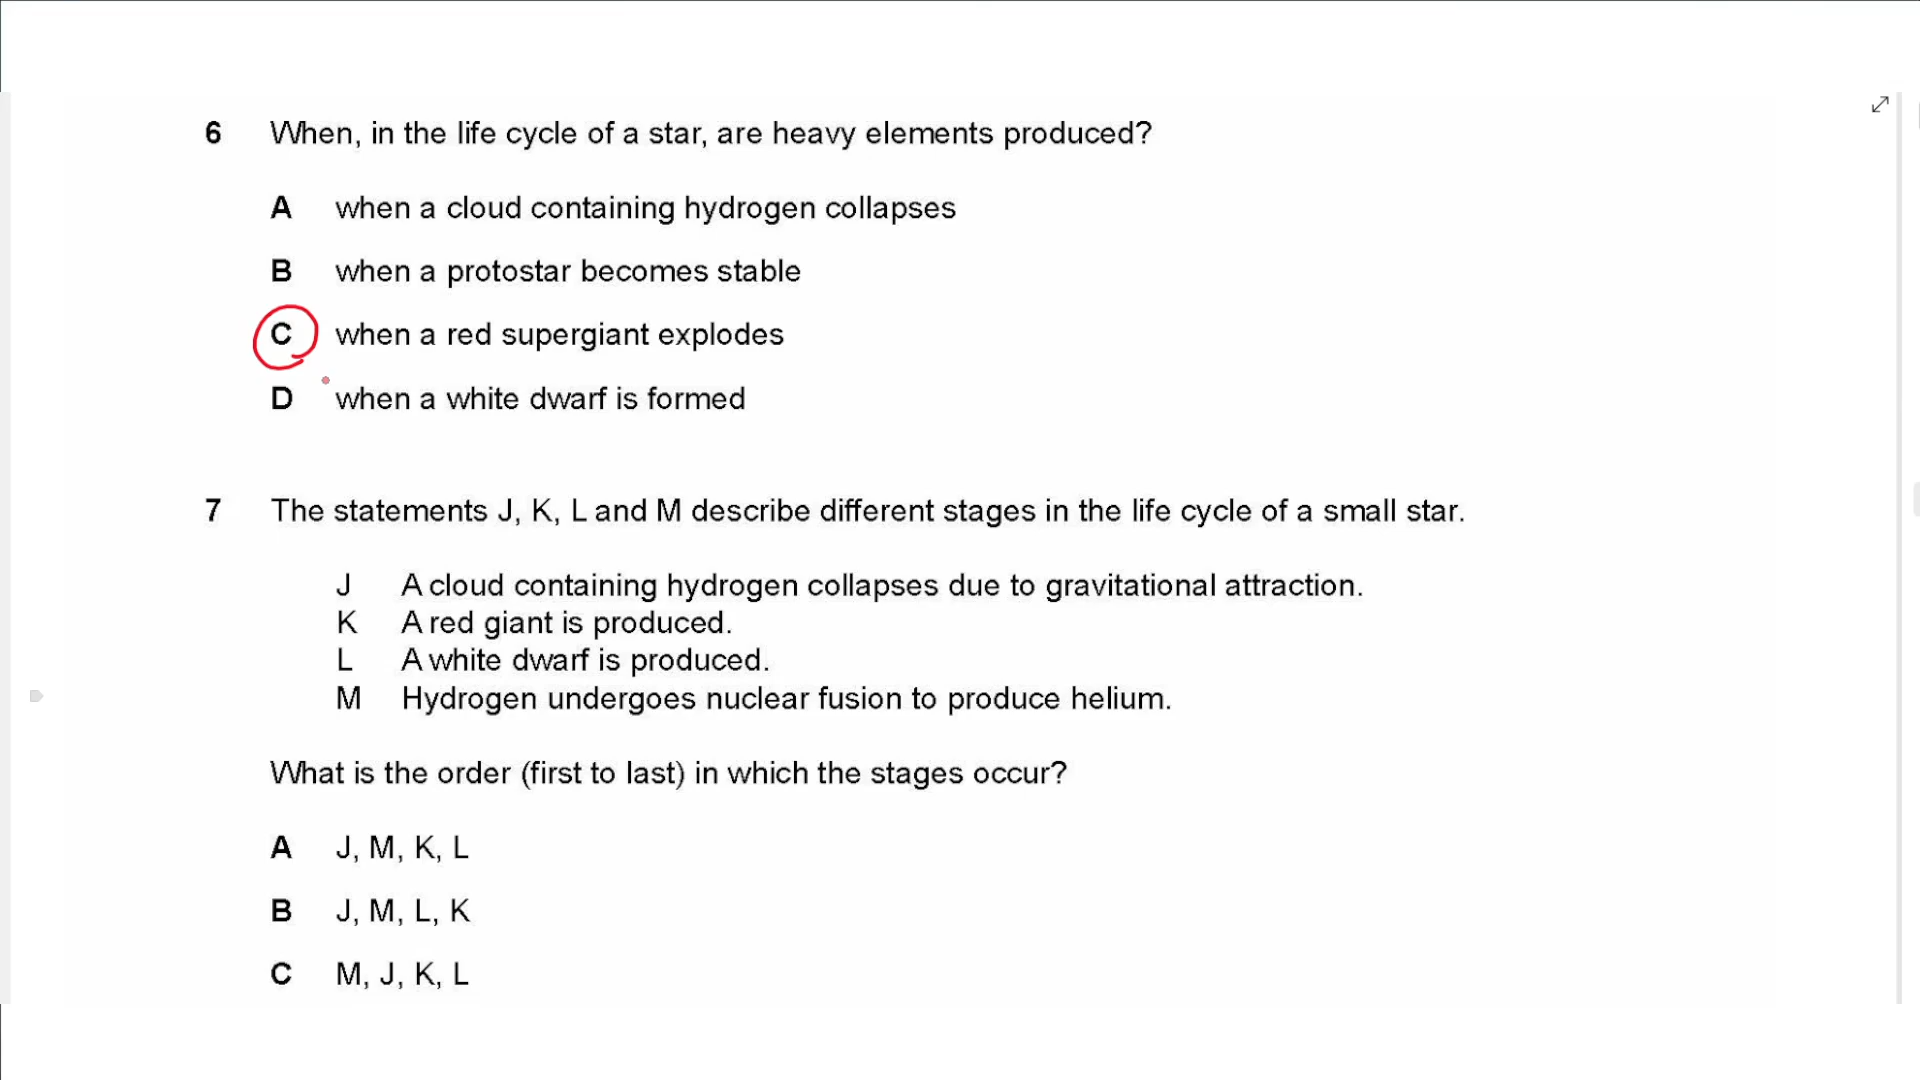 6 When, in the life cycle of a star, are heavy elements produced?
A when a cloud containing hydrogen collapses
B when a protostar becomes stable
C when a red supergiant explodes
D when a white dwarf is formed
7 The statements J, K, L and M describe different stages in the life cycle of a small star.
J A cloud containing hydrogen collapses due to gravitational attraction.
K A red giant is produced.
L A white dwarf is produced.
M Hydrogen undergoes nuclear fusion to produce helium.
What is the order (first to last) in which the stages occur?
A J, M, K, L
B J, M, L, K
C M, J, K, L